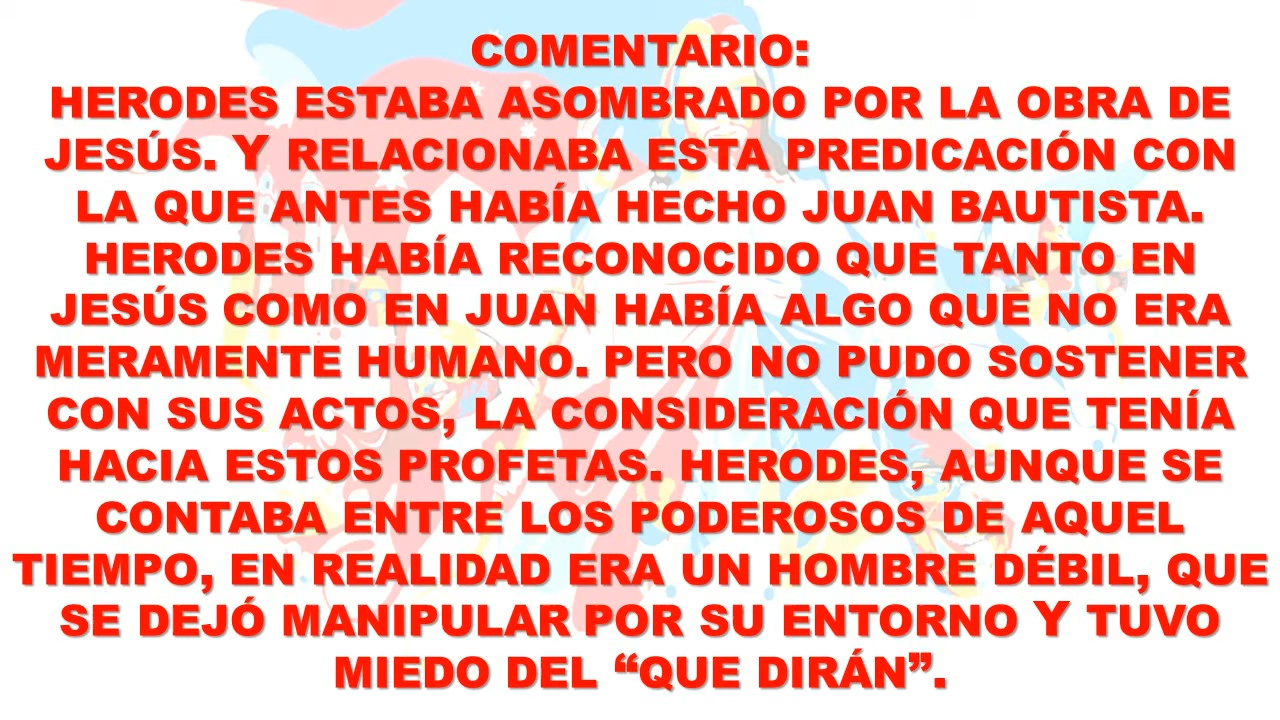 COMENTARIO:
HERODES ESTABA ASOMBRADO POR LA OBRA DE
JESÚS. Y RELACIONABA ESTA PREDICACIÓN CON
LA QUE ANTES HABÍA HECHO JUAN BAUTISTA.
HERODES HABÍA RECONOCIDO QUE TANTO EN
JESÚS COMO EN JUAN HABÍA ALGO QUE NO ERA
MERAMENTE HUMANO. PERO NO PUDO SOSTENER
CON SUS ACTOS, LA CONSIDERACIÓN QUE TENÍA
HACIA ESTOS PROFETAS. HERODES, AUNQUE SE
CONTABA ENTRE LOS PODEROSOS DE AQUEL
TIEMPO, EN REALIDAD ERA UN HOMBRE DÉBIL, QUE
SE DEJÓ MANIPULAR POR SU ENTORNO Y TUVO
MIEDO DEL “QUE DIRÁN”.